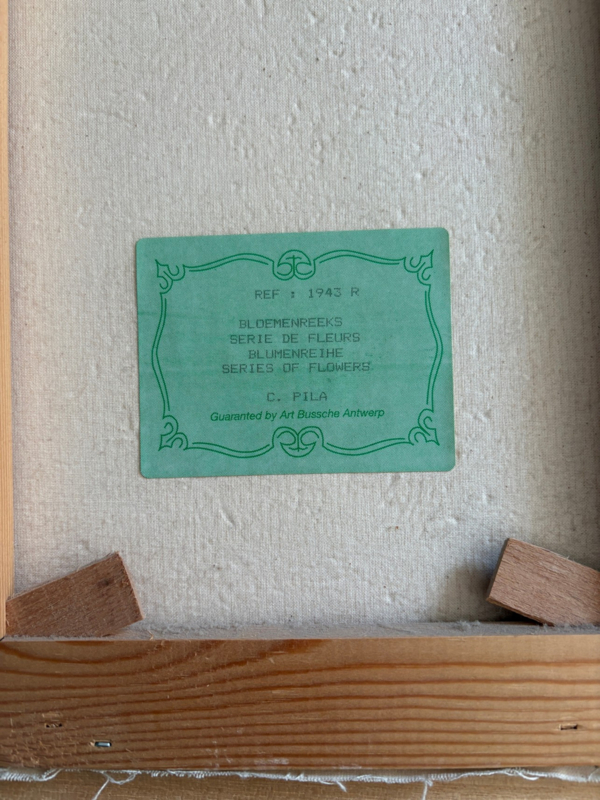 REF : 1943 R
BLOEMENREEKS
SERIE DE FLEURS
BLUMENREIHE
SERIES OF FLOWERS
C. PILA
Guaranted by Art Bussche Antwerp